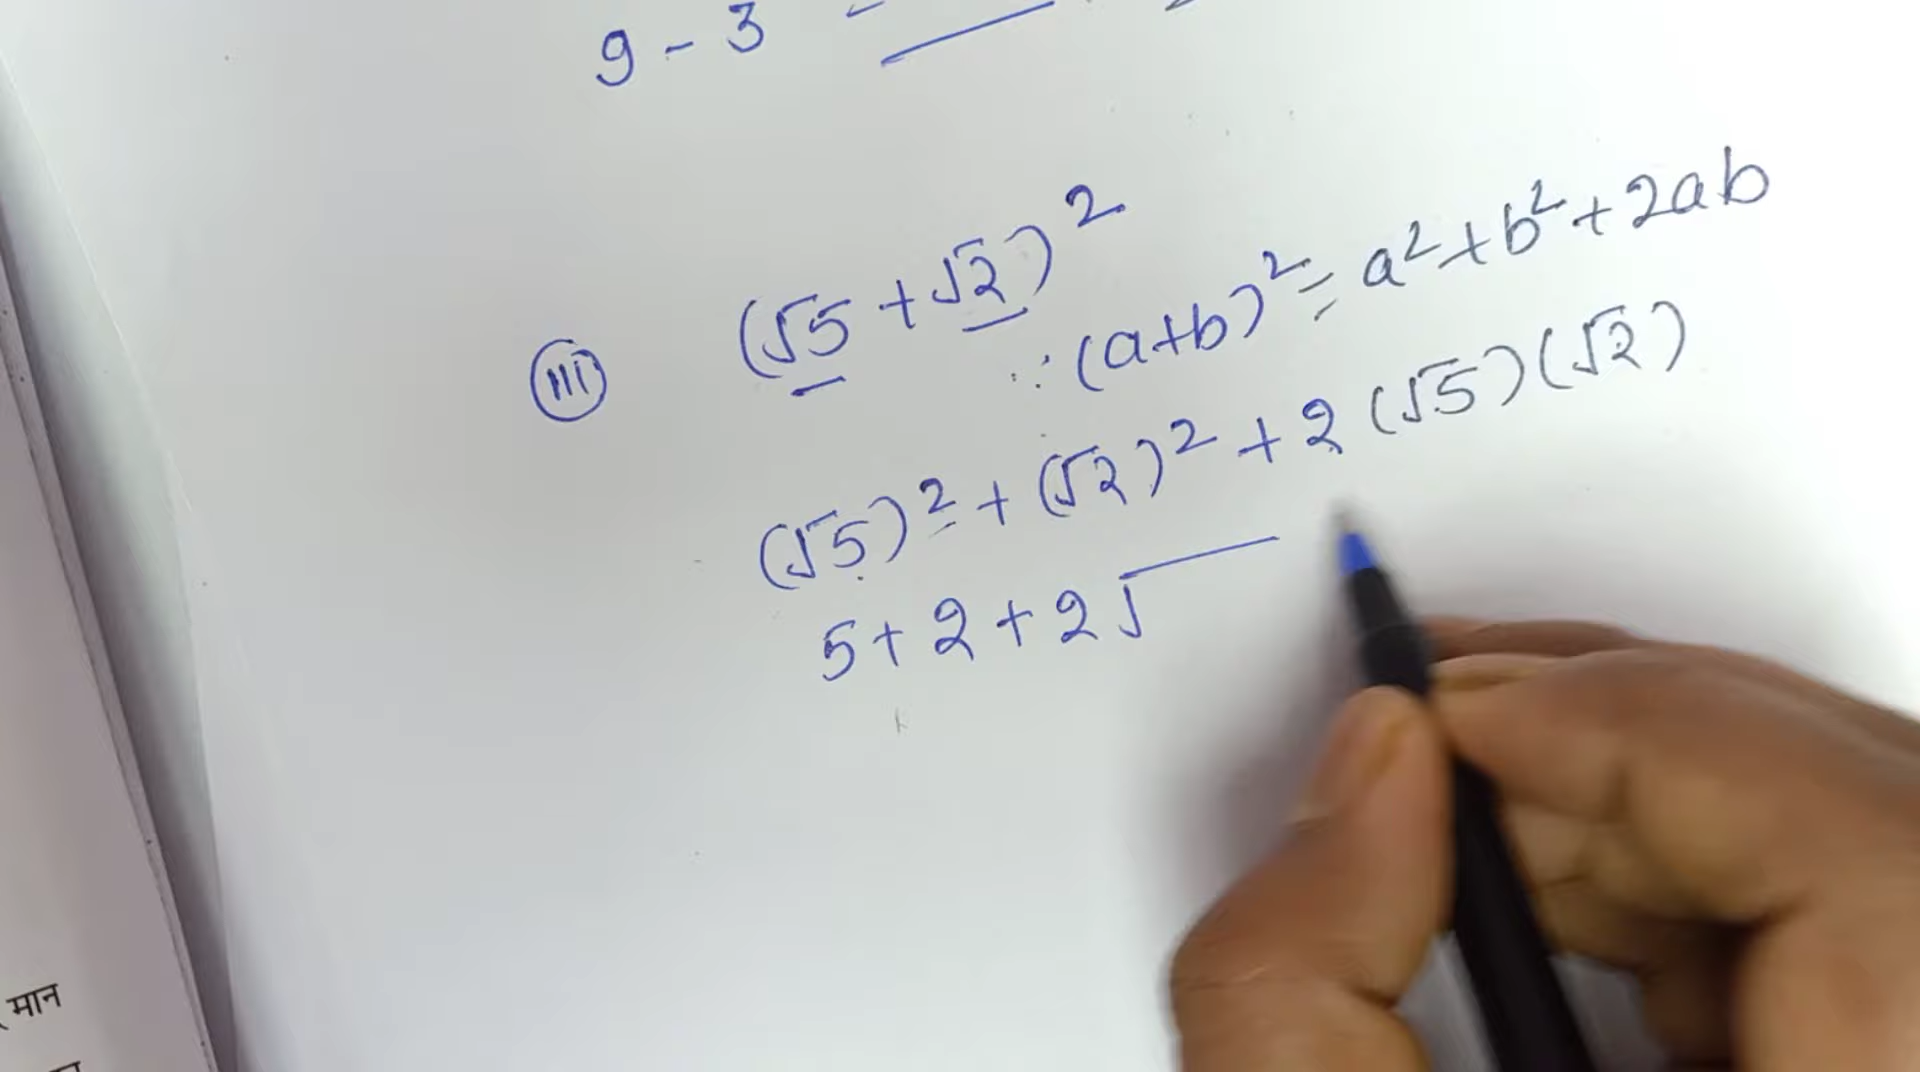 9 - 3
(iii) (√5 + √2)²
∵ (a+b)² = a² + b² + 2ab
(√5)² + (√2)² + 2 (√5) (√2)
5 + 2 + 2√
मान